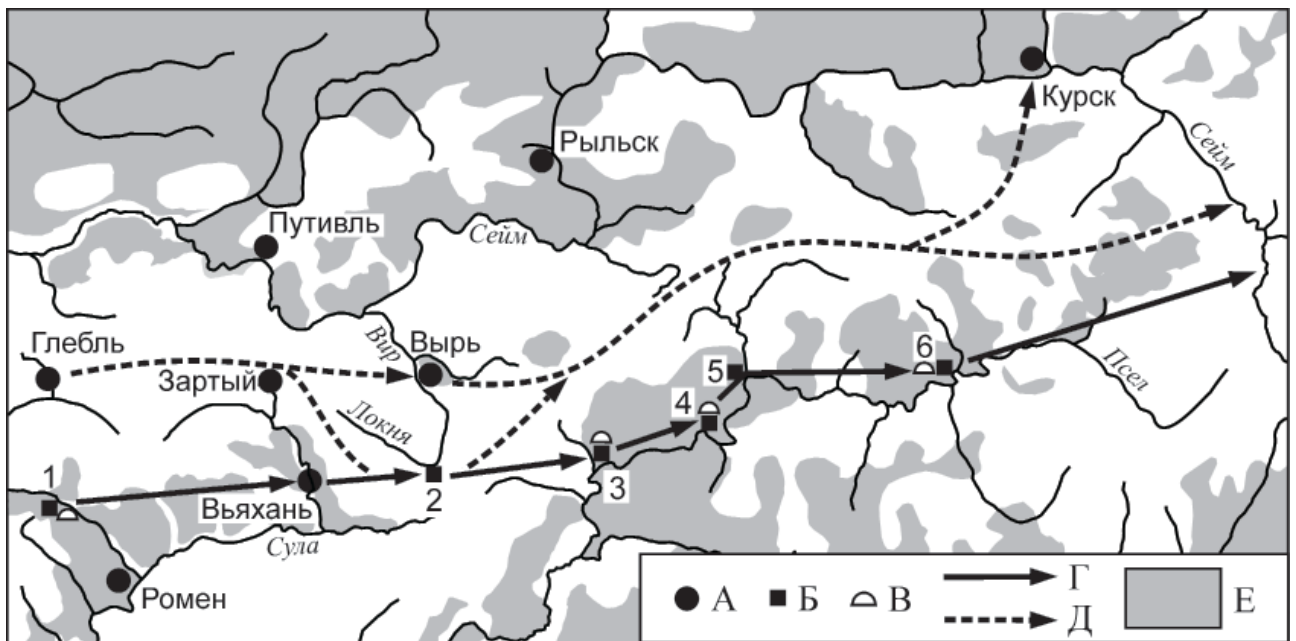 Курск
Сейм
Рыльск
Путивль
Сейм
Глебль
Зартый
Вир
Вырь
Локня
Псел
1
2
3
4
5
6
Вьяхань
Сула
Ромен
А
Б
В
Г
Д
Е